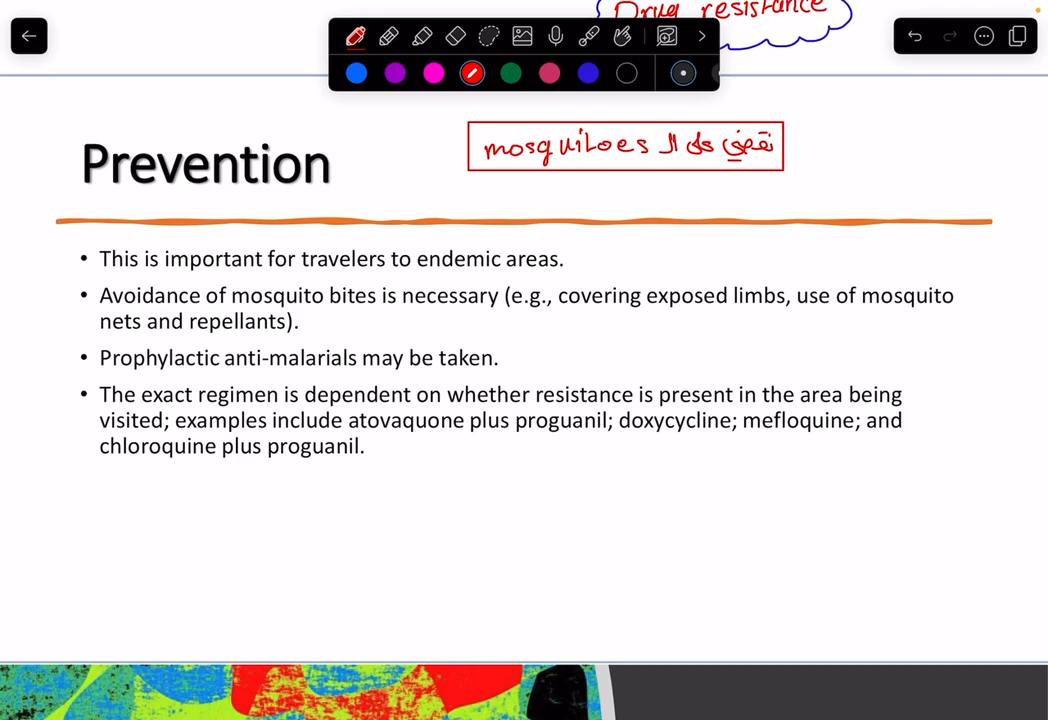 Drug resistance
نقضي على ال mosquitoes
Prevention
• This is important for travelers to endemic areas.
• Avoidance of mosquito bites is necessary (e.g., covering exposed limbs, use of mosquito
nets and repellants).
• Prophylactic anti-malarials may be taken.
• The exact regimen is dependent on whether resistance is present in the area being
visited; examples include atovaquone plus proguanil; doxycycline; mefloquine; and
chloroquine plus proguanil.